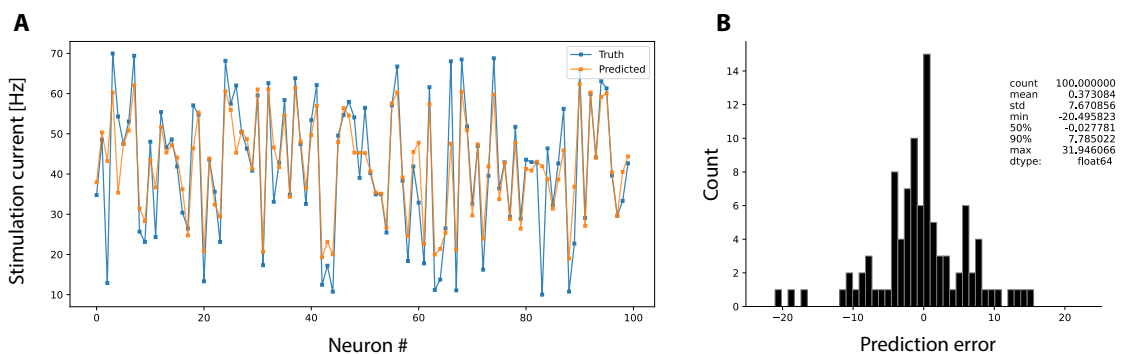 A
Stimulation current [Hz]
70
60
50
40
30
20
10
0
20
40
60
80
100
Neuron #
Truth
Predicted
B
Count
14
12
10
8
6
4
2
0
−20
−10
0
10
20
Prediction error
count 100.000000
mean 0.373084
std 7.670856
min -20.495823
50% -0.027781
90% 7.785022
max 31.946066
dtype: float64